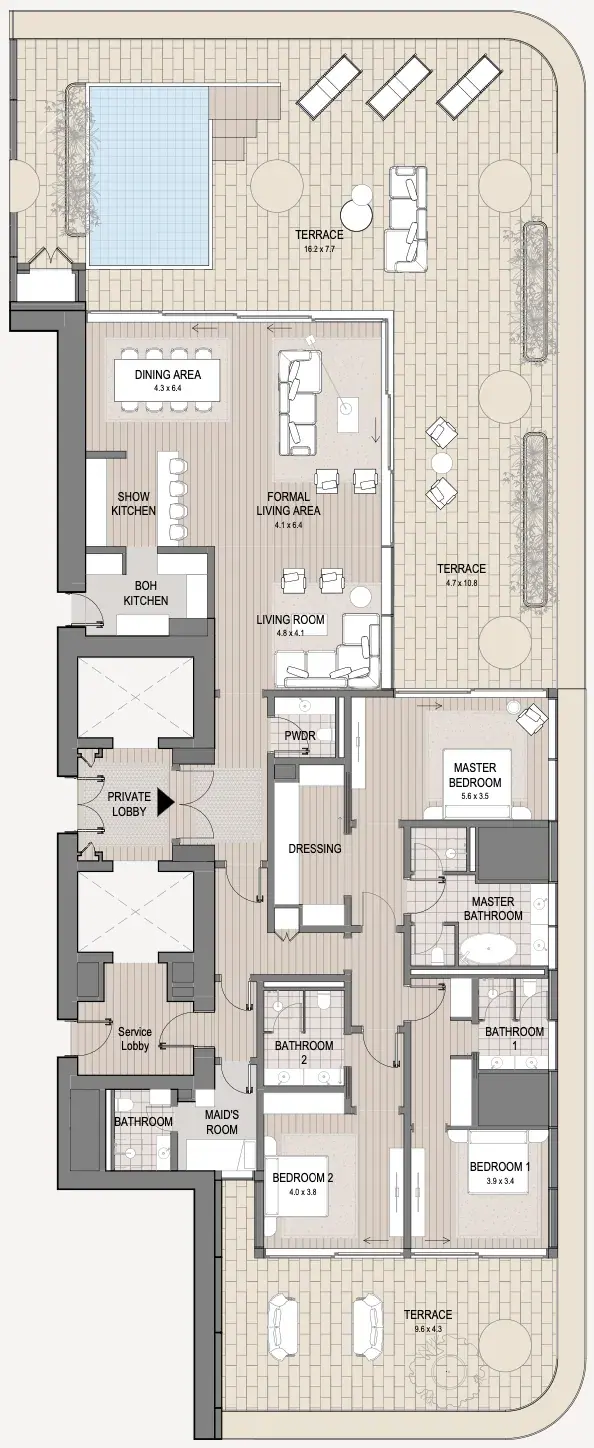 TERRACE
16.2 x 7.7
DINING AREA
4.3 x 6.4
SHOW
KITCHEN
FORMAL
LIVING AREA
4.1 x 6.4
BOH
KITCHEN
TERRACE
4.7 x 10.8
LIVING ROOM
4.8 x 4.1
PWDR
MASTER
BEDROOM
5.6 x 3.5
PRIVATE
LOBBY
DRESSING
MASTER
BATHROOM
Service
Lobby
BATHROOM
2
BATHROOM
1
BATHROOM
MAID'S
ROOM
BEDROOM 2
4.0 x 3.8
BEDROOM 1
3.9 x 3.4
TERRACE
9.6 x 4.3